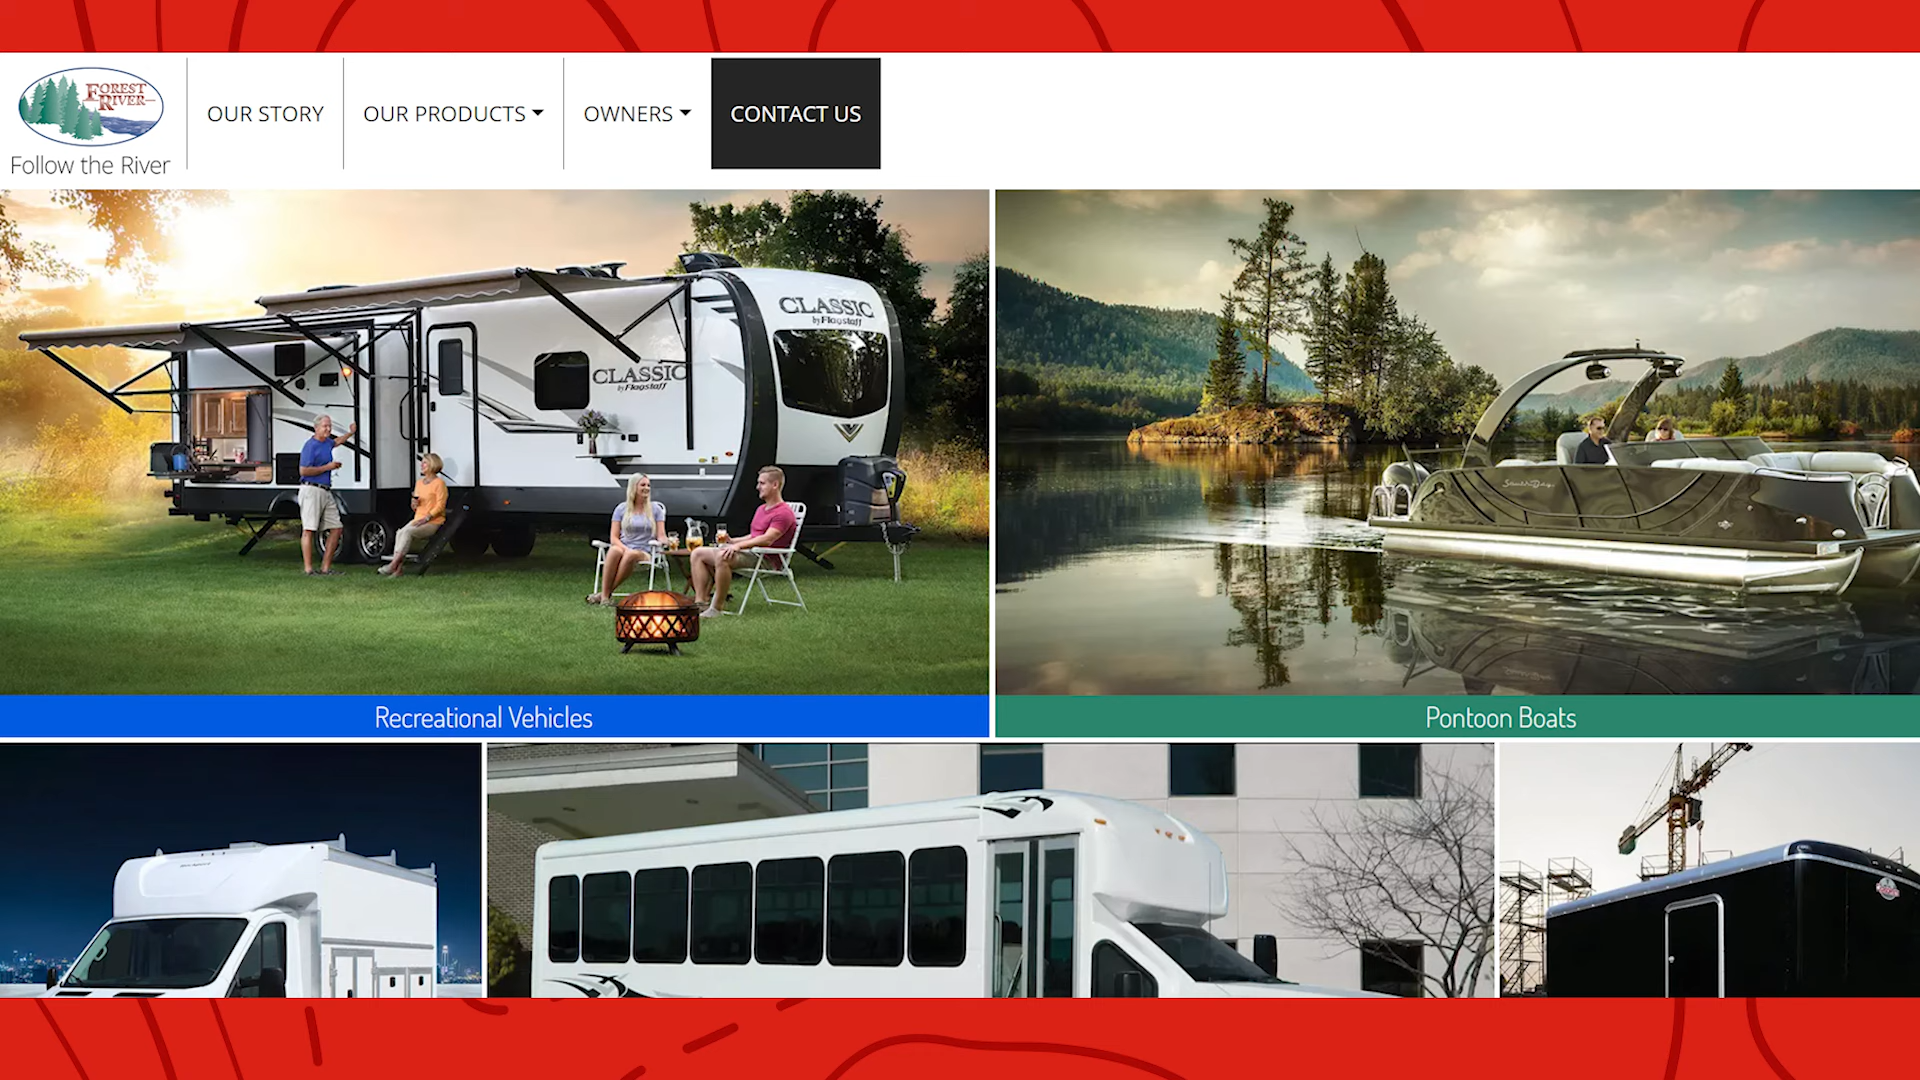 FOREST
RIVER
Follow the River
OUR STORY
OUR PRODUCTS
OWNERS
CONTACT US
CLASSIC
by Flagstaff
CLASSIC
by Flagstaff
SouthBay
Recreational Vehicles
Pontoon Boats